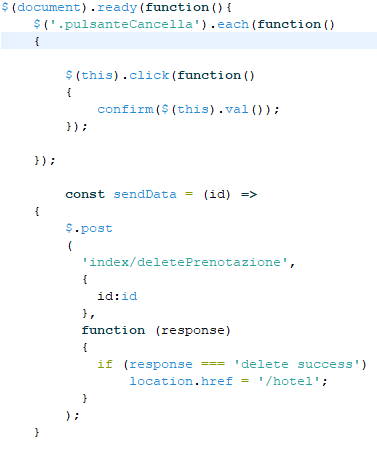 $(document).ready(function(){
$('.pulsanteCancella').each(function()
{
$(this).click(function()
{
confirm($(this).val());
});
});
const sendData = (id) =>
{
$.post
(
'index/deletePrenotazione',
{
id:id
},
function (response)
{
if (response === 'delete success')
location.href = '/hotel';
}
);
}